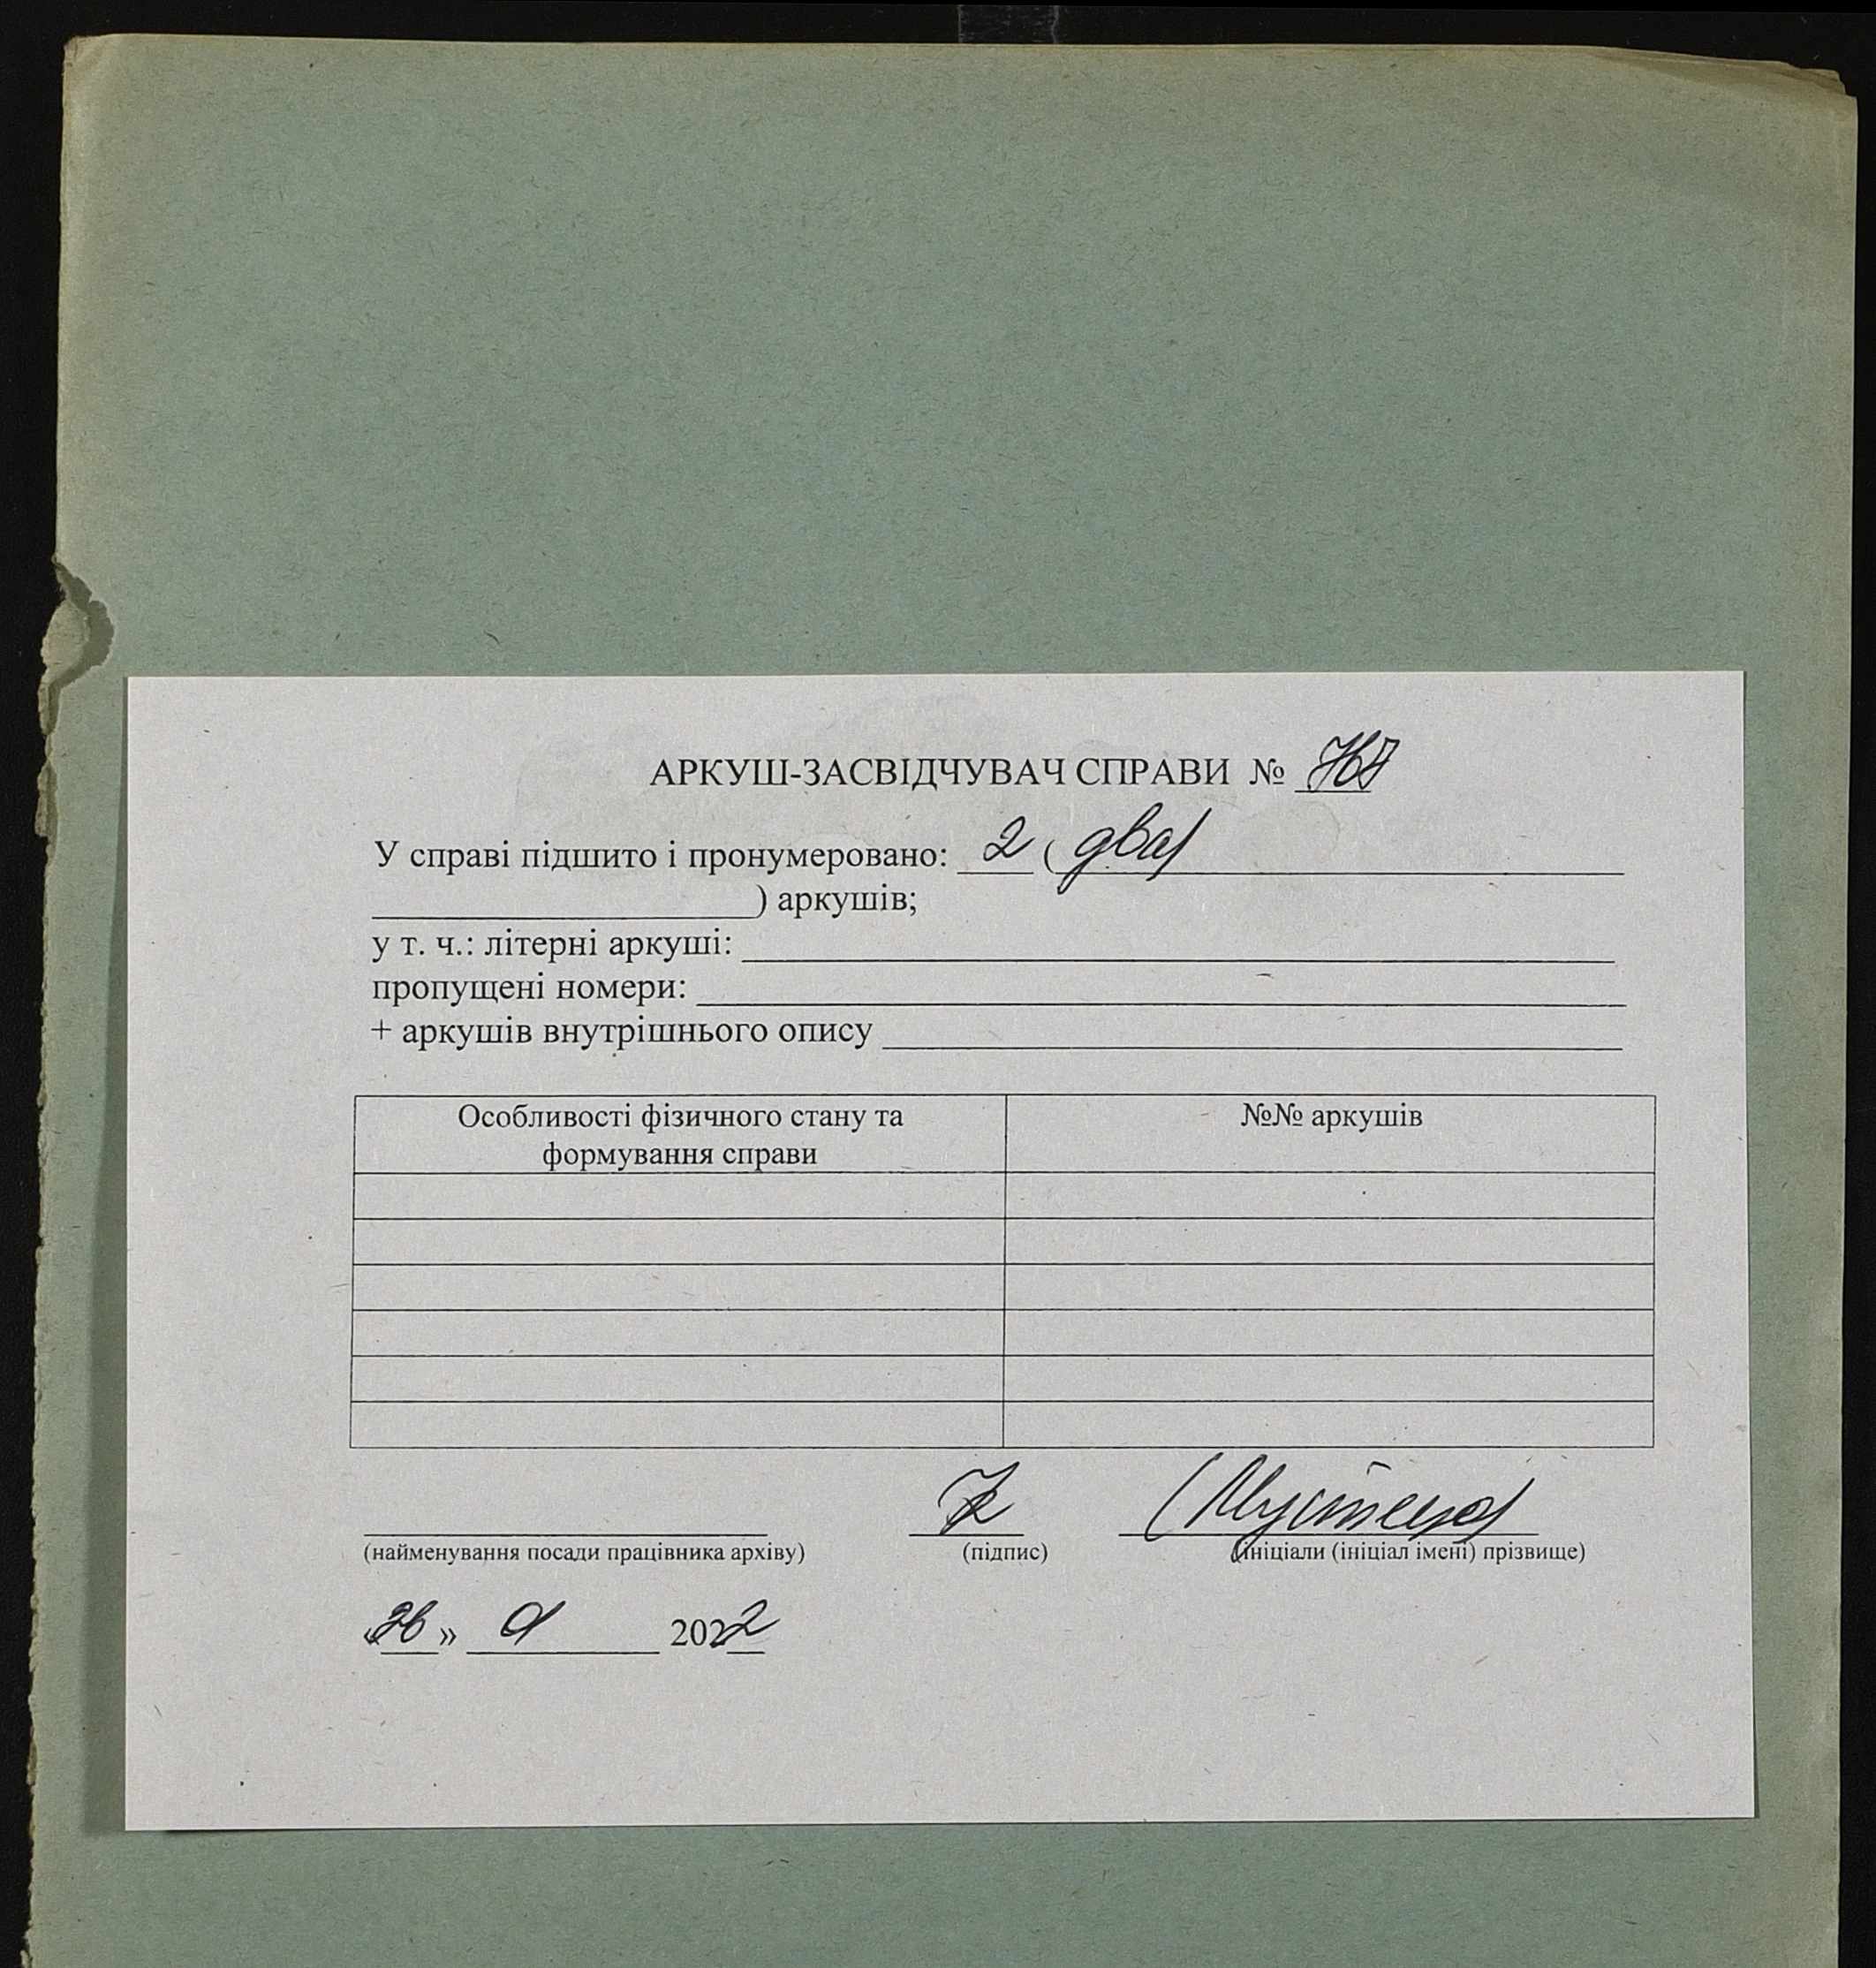 АРКУШ-ЗАСВІДЧУВАЧ СПРАВИ №
У справі підшито і пронумеровано: 2 ( два)
) аркушів;
у т. ч.: літерні аркуші:
пропущені номери:
+ аркушів внутрішнього опису
Особливості фізичного стану та
формування справи
№№ аркушів
(найменування посади працівника архіву)
(підпис)
(ініціали (ініціал імені) прізвище)
2022